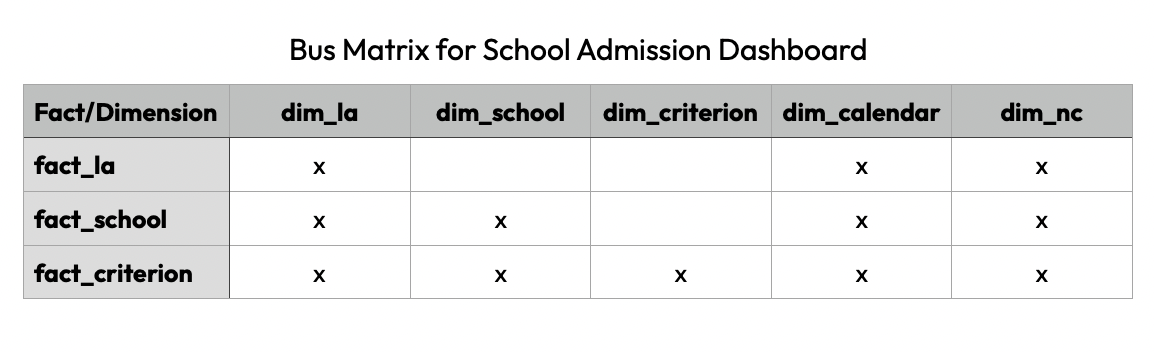 Bus Matrix for School Admission Dashboard
Fact/Dimension dim_la dim_school dim_criterion dim_calendar dim_nc
fact_la x x x
fact_school x x x x
fact_criterion x x x x x